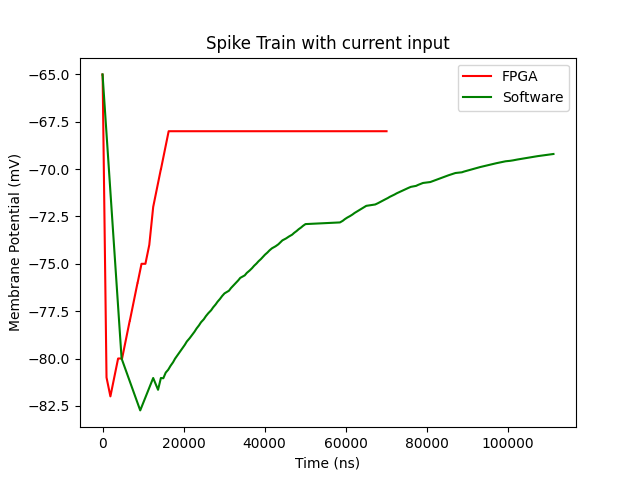 Spike Train with current input
FPGA
Software
Membrane Potential (mV)
−65.0
−67.5
−70.0
−72.5
−75.0
−77.5
−80.0
−82.5
0 20000 40000 60000 80000 100000
Time (ns)